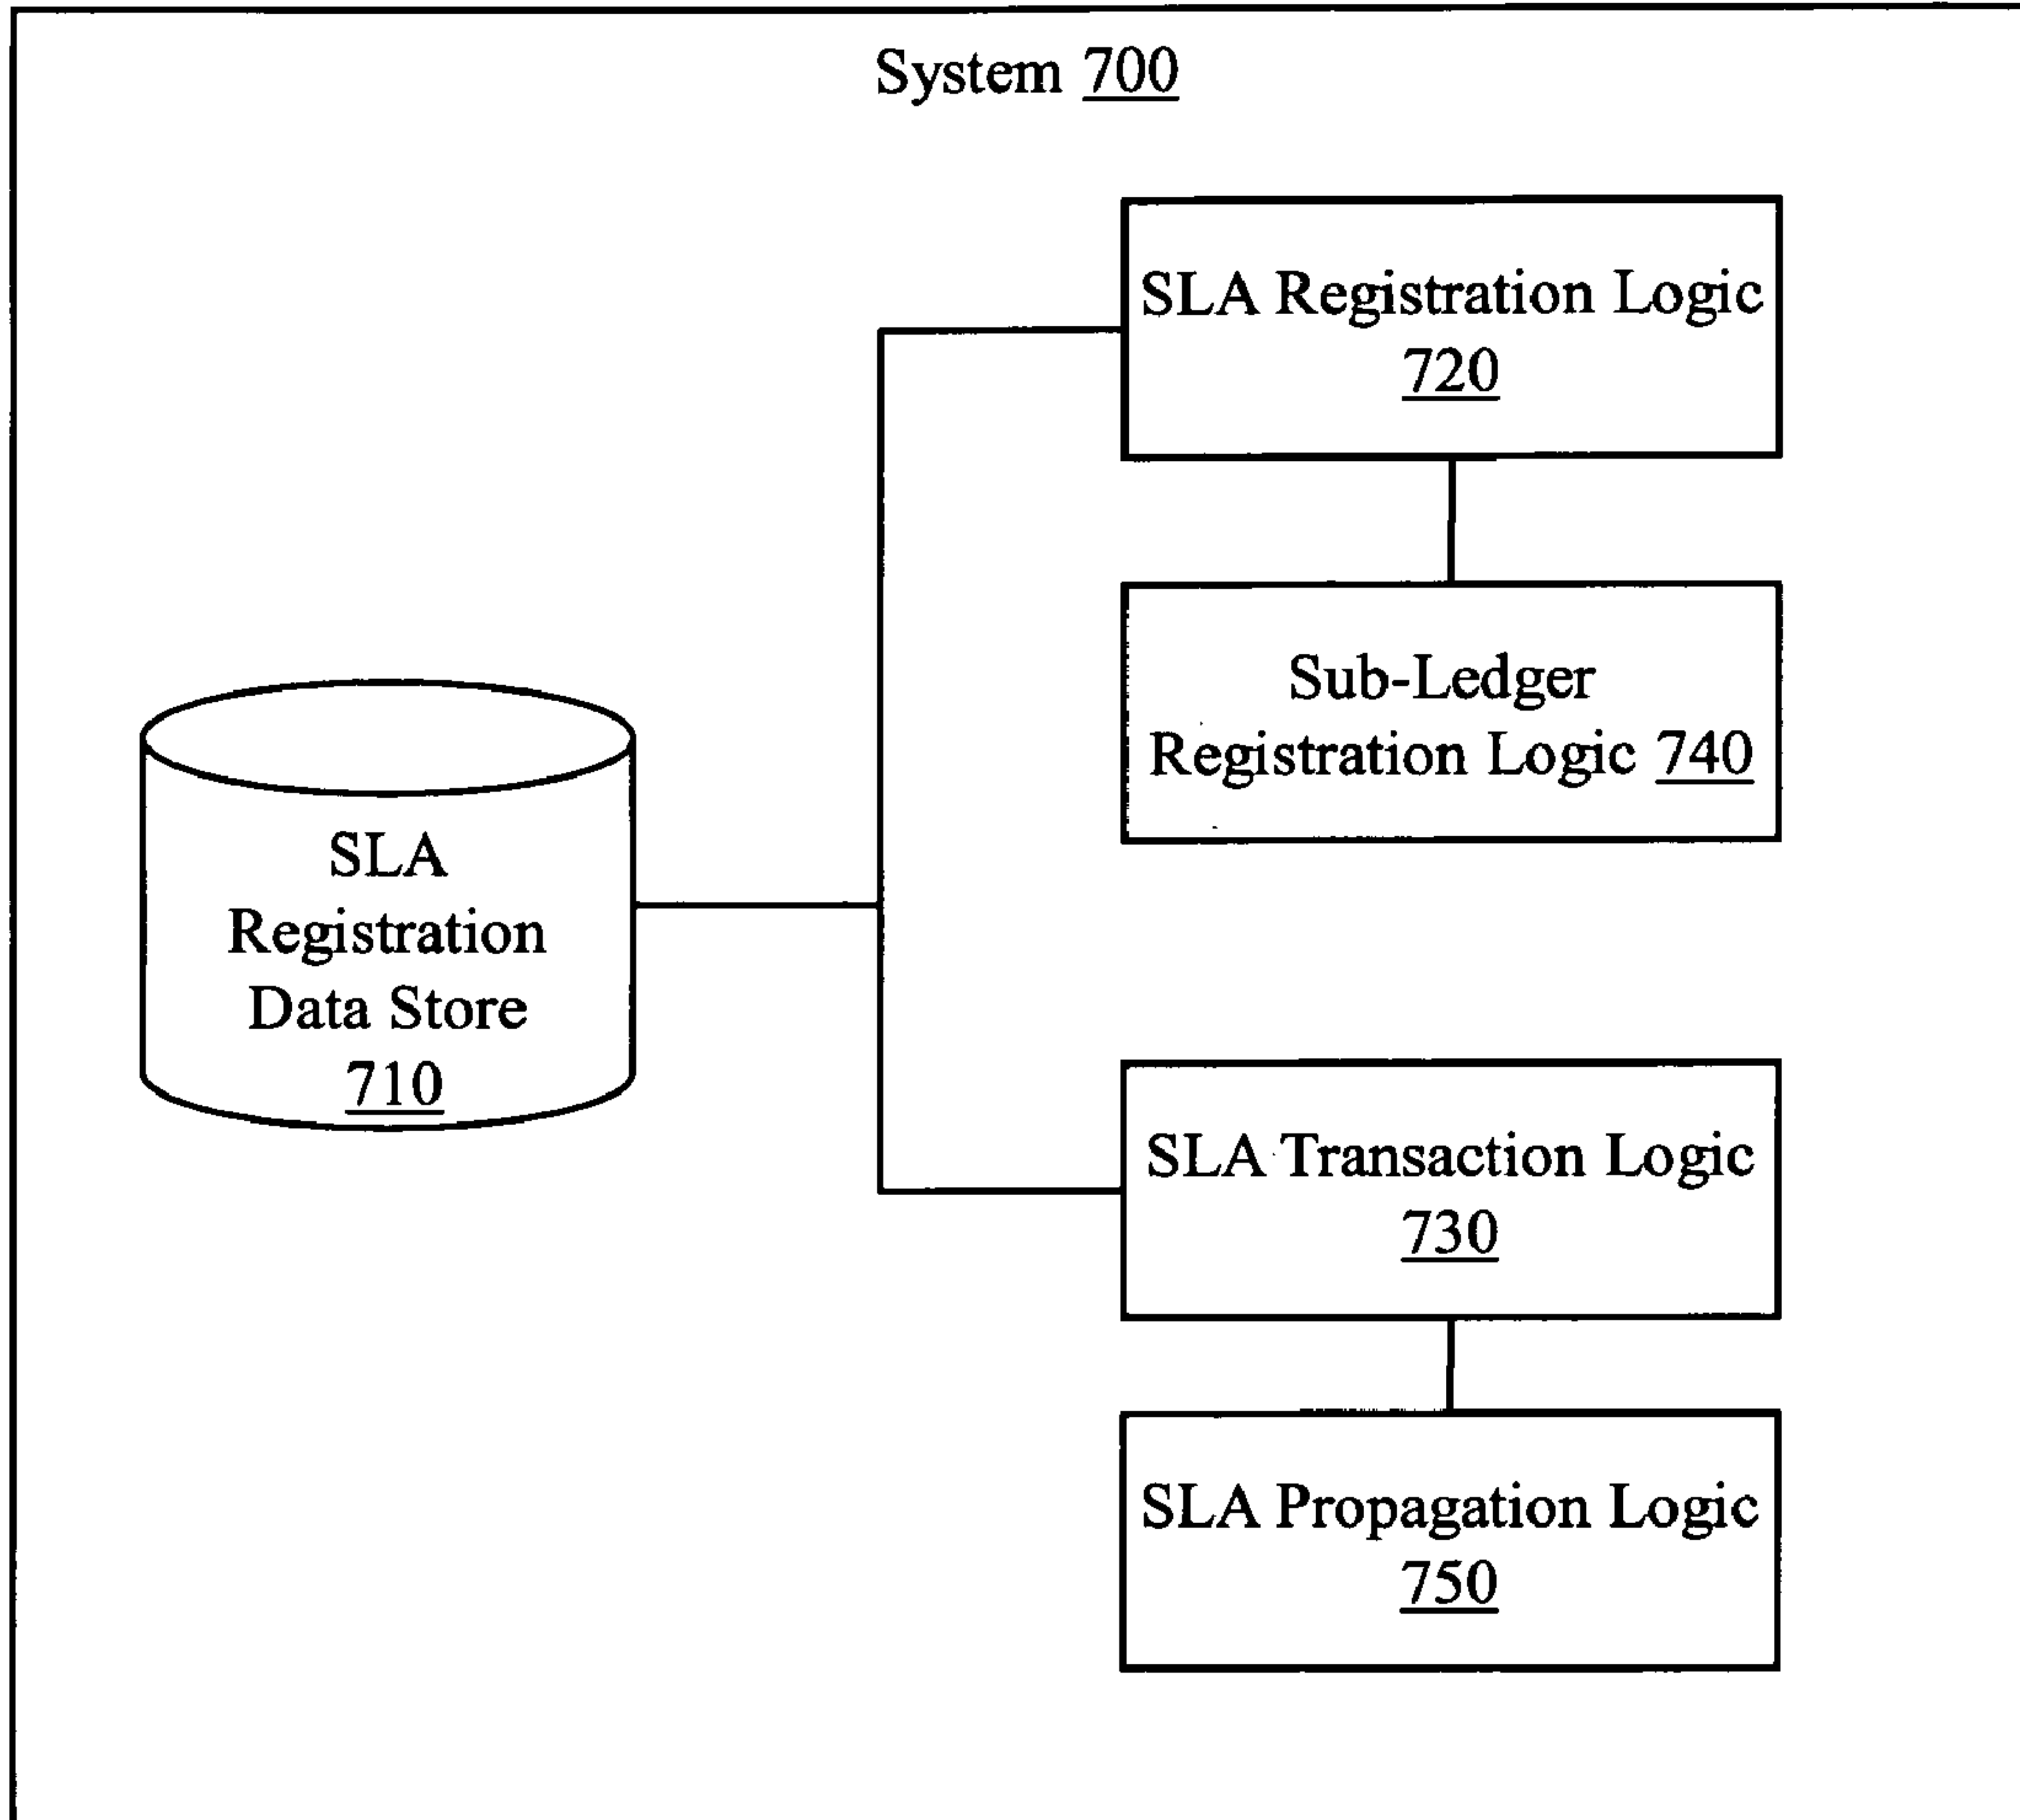 System 700
SLA Registration Logic
720
Sub-Ledger
Registration Logic 740
SLA
Registration
Data Store
710
SLA Transaction Logic
730
SLA Propagation Logic
750